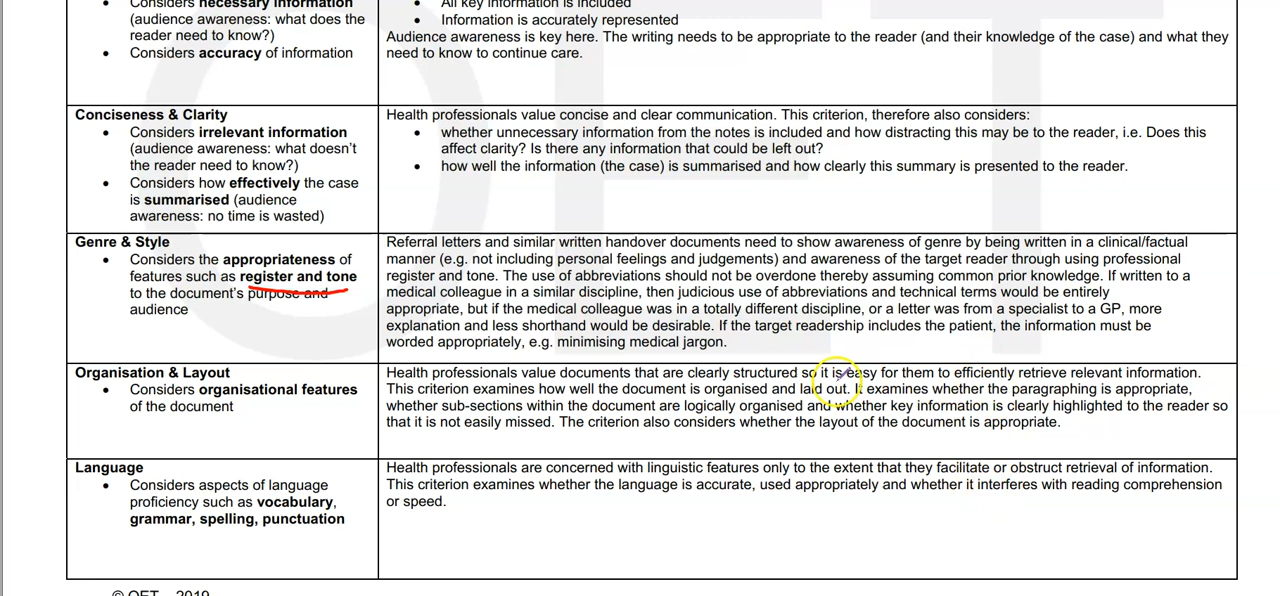 Considers necessary information
(audience awareness: what does the
reader need to know?)
Considers accuracy of information
All key information is included
Information is accurately represented
Audience awareness is key here. The writing needs to be appropriate to the reader (and their knowledge of the case) and what they
need to know to continue care.
Conciseness & Clarity
Considers irrelevant information
(audience awareness: what doesn't
the reader need to know?)
Considers how effectively the case
is summarised (audience
awareness: no time is wasted)
Health professionals value concise and clear communication. This criterion, therefore also considers:
whether unnecessary information from the notes is included and how distracting this may be to the reader, i.e. Does this
affect clarity? Is there any information that could be left out?
how well the information (the case) is summarised and how clearly this summary is presented to the reader.
Genre & Style
Considers the appropriateness of
features such as register and tone
to the document's purpose and
audience
Referral letters and similar written handover documents need to show awareness of genre by being written in a clinical/factual
manner (e.g. not including personal feelings and judgements) and awareness of the target reader through using professional
register and tone. The use of abbreviations should not be overdone thereby assuming common prior knowledge. If written to a
medical colleague in a similar discipline, then judicious use of abbreviations and technical terms would be entirely
appropriate, but if the medical colleague was in a totally different discipline, or a letter was from a specialist to a GP, more
explanation and less shorthand would be desirable. If the target readership includes the patient, the information must be
worded appropriately, e.g. minimising medical jargon.
Organisation & Layout
Considers organisational features
of the document
Health professionals value documents that are clearly structured so it is easy for them to efficiently retrieve relevant information.
This criterion examines how well the document is organised and laid out. It examines whether the paragraphing is appropriate,
whether sub-sections within the document are logically organised and whether key information is clearly highlighted to the reader so
that it is not easily missed. The criterion also considers whether the layout of the document is appropriate.
Language
Considers aspects of language
proficiency such as vocabulary,
grammar, spelling, punctuation
Health professionals are concerned with linguistic features only to the extent that they facilitate or obstruct retrieval of information.
This criterion examines whether the language is accurate, used appropriately and whether it interferes with reading comprehension
or speed.
© OET – 2019
OET